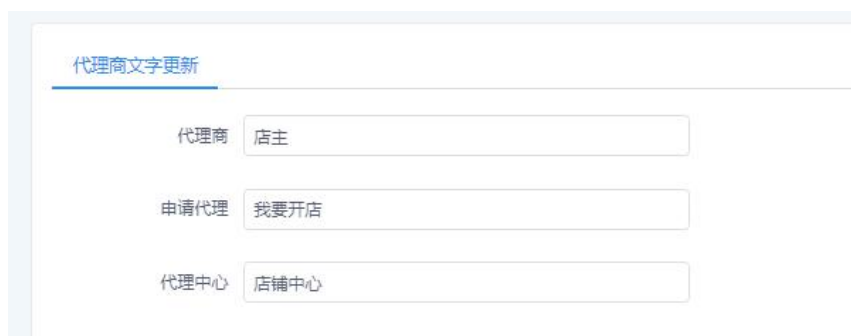 代理商文字更新
代理商 店主
申请代理 我要开店
代理中心 店铺中心